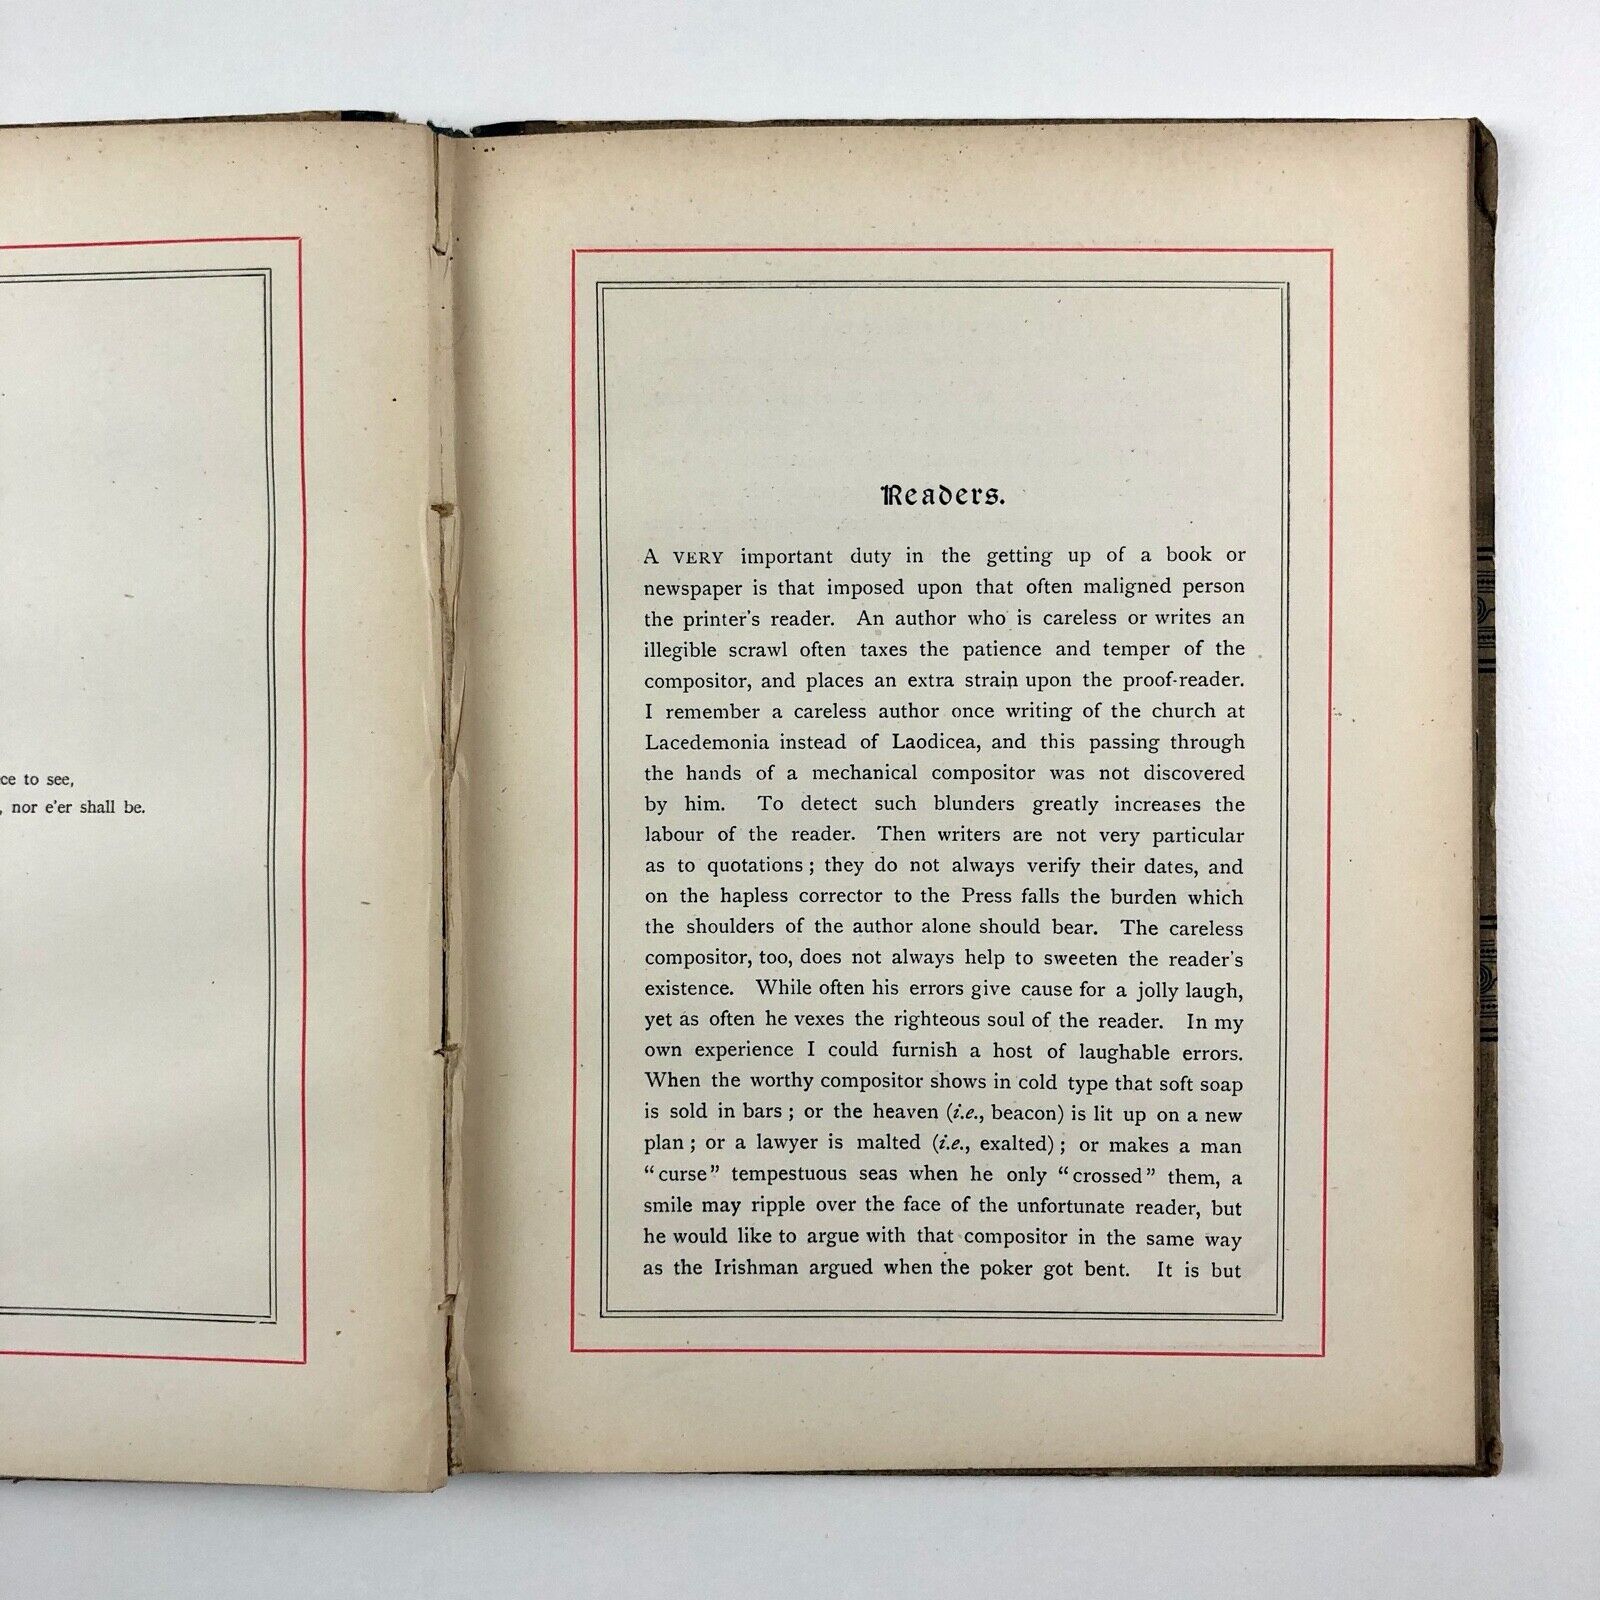 ce to see,
, nor e'er shall be.
Readers.
A VERY important duty in the getting up of a book or
newspaper is that imposed upon that often maligned person
the printer's reader. An author who is careless or writes an
illegible scrawl often taxes the patience and temper of the
compositor, and places an extra strain upon the proof-reader.
I remember a careless author once writing of the church at
Lacedemonia instead of Laodicea, and this passing through
the hands of a mechanical compositor was not discovered
by him. To detect such blunders greatly increases the
labour of the reader. Then writers are not very particular
as to quotations ; they do not always verify their dates, and
on the hapless corrector to the Press falls the burden which
the shoulders of the author alone should bear. The careless
compositor, too, does not always help to sweeten the reader's
existence. While often his errors give cause for a jolly laugh,
yet as often he vexes the righteous soul of the reader. In my
own experience I could furnish a host of laughable errors.
When the worthy compositor shows in cold type that soft soap
is sold in bars ; or the heaven (i.e., beacon) is lit up on a new
plan ; or a lawyer is malted (i.e., exalted) ; or makes a man
“curse” tempestuous seas when he only “crossed” them, a
smile may ripple over the face of the unfortunate reader, but
he would like to argue with that compositor in the same way
as the Irishman argued when the poker got bent. It is but